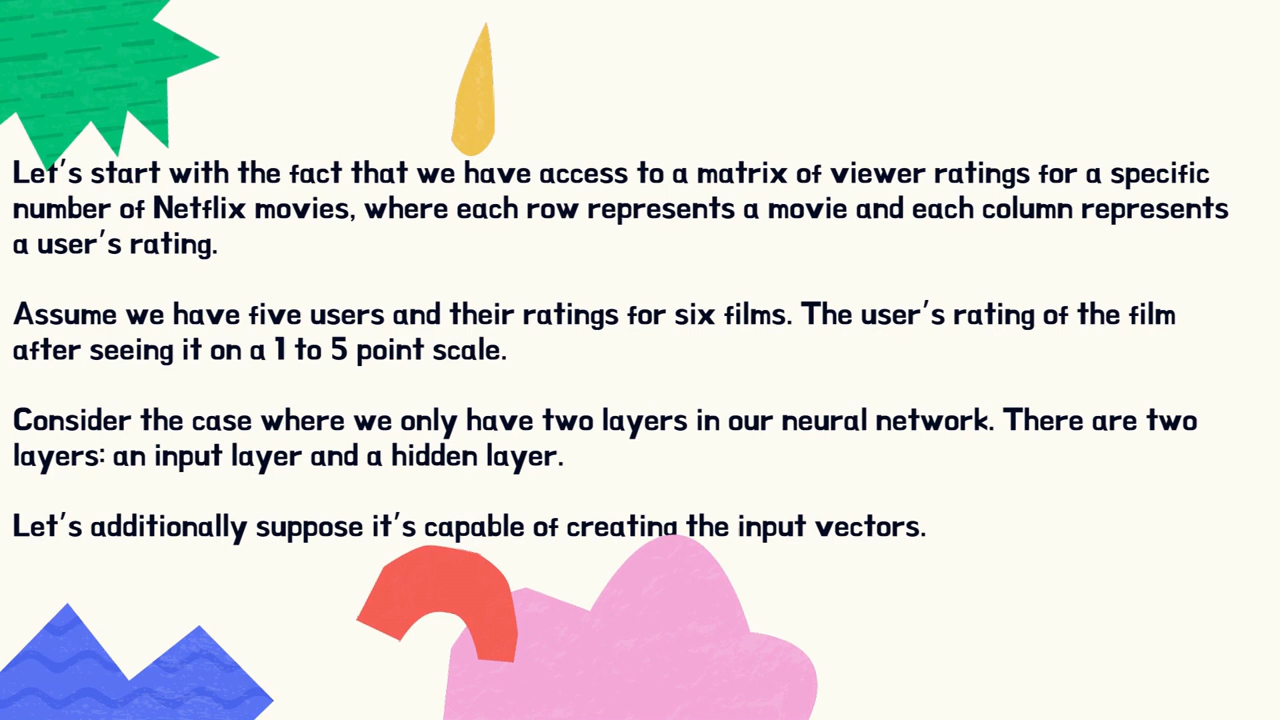 Let's start with the fact that we have access to a matrix of viewer ratings for a specific
number of Netflix movies, where each row represents a movie and each column represents
a user's rating.
Assume we have five users and their ratings for six films. The user's rating of the film
after seeing it on a 1 to 5 point scale.
Consider the case where we only have two layers in our neural network. There are two
layers: an input layer and a hidden layer.
Let's additionally suppose it's capable of creating the input vectors.